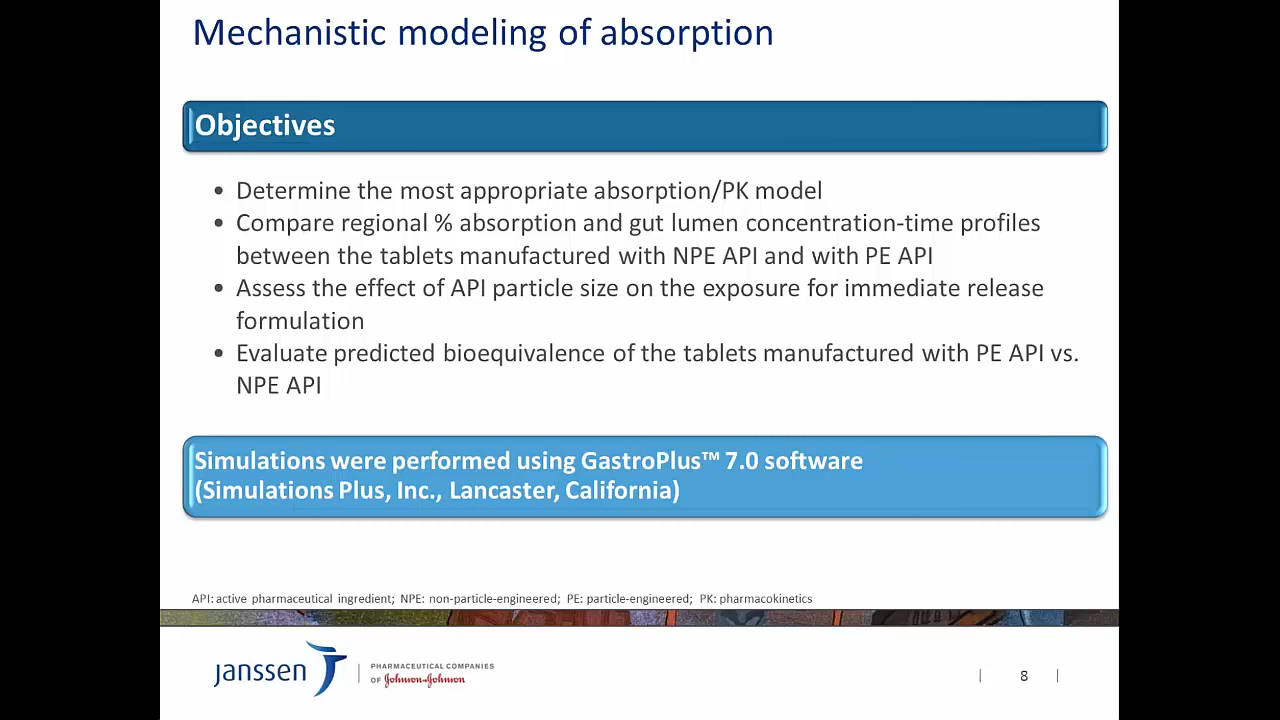 Mechanistic modeling of absorption
Objectives
• Determine the most appropriate absorption/PK model
• Compare regional % absorption and gut lumen concentration-time profiles
between the tablets manufactured with NPE API and with PE API
• Assess the effect of API particle size on the exposure for immediate release
formulation
• Evaluate predicted bioequivalence of the tablets manufactured with PE API vs.
NPE API
Simulations were performed using GastroPlus™ 7.0 software
(Simulations Plus, Inc., Lancaster, California)
API: active pharmaceutical ingredient; NPE: non-particle-engineered; PE: particle-engineered; PK: pharmacokinetics
janssen
PHARMACEUTICAL COMPANIES
OF Johnson & Johnson
| 8 |